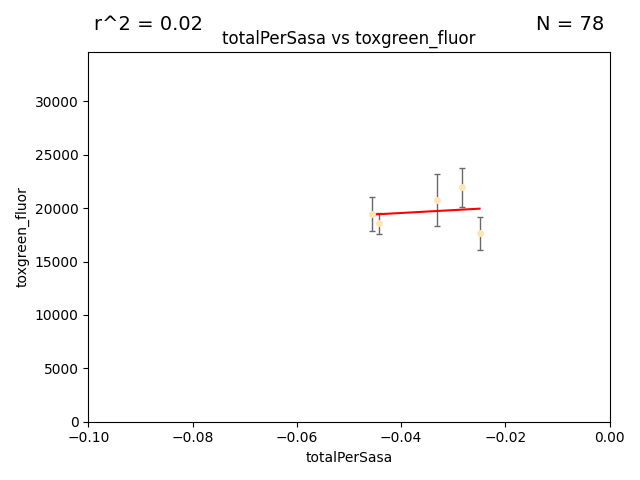 r^2 = 0.02
N = 78
totalPerSasa vs toxgreen_fluor
30000
25000
20000
15000
10000
5000
0
toxgreen_fluor
−0.10
−0.08
−0.06
−0.04
−0.02
0.00
totalPerSasa